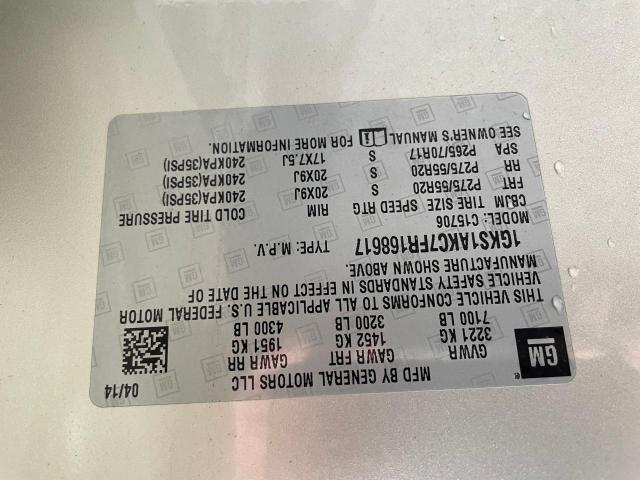 MFD BY GENERAL MOTORS LLC 04/14
GM
GVWR GAWR FRT GAWR RR
3221 KG 1452 KG 1951 KG
7100 LB 3200 LB 4300 LB
THIS VEHICLE CONFORMS TO ALL APPLICABLE U.S. FEDERAL MOTOR
VEHICLE SAFETY STANDARDS IN EFFECT ON THE DATE OF
MANUFACTURE SHOWN ABOVE.
1GKS1AKC7FR168617 TYPE: M.P.V.
MODEL: C15706
CBJM TIRE SIZE SPEED RTG RIM COLD TIRE PRESSURE
FRT P275/55R20 S 20X9J 240KPA(35PSI)
RR P275/55R20 S 20X9J 240KPA(35PSI)
SPA P265/70R17 S 17X7.5J 240KPA(35PSI)
SEE OWNER'S MANUAL FOR MORE INFORMATION.